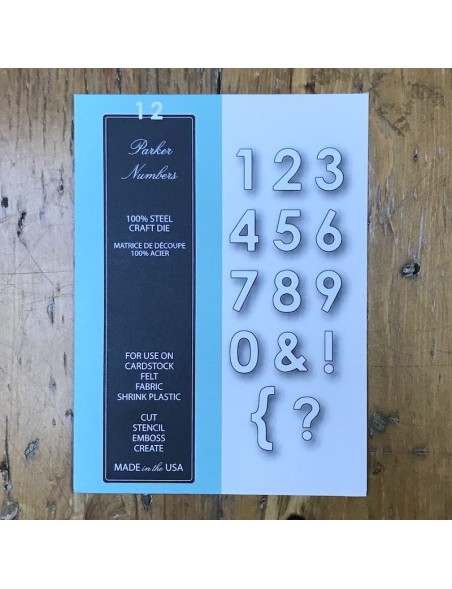 12
Parker
Numbers
100% STEEL
CRAFT DIE
MATRICE DE DÉCOUPE
100% ACIER
FOR USE ON
CARDSTOCK
FELT
FABRIC
SHRINK PLASTIC
CUT
STENCIL
EMBOSS
CREATE
MADE in the USA
123
456
789
0&!
{?